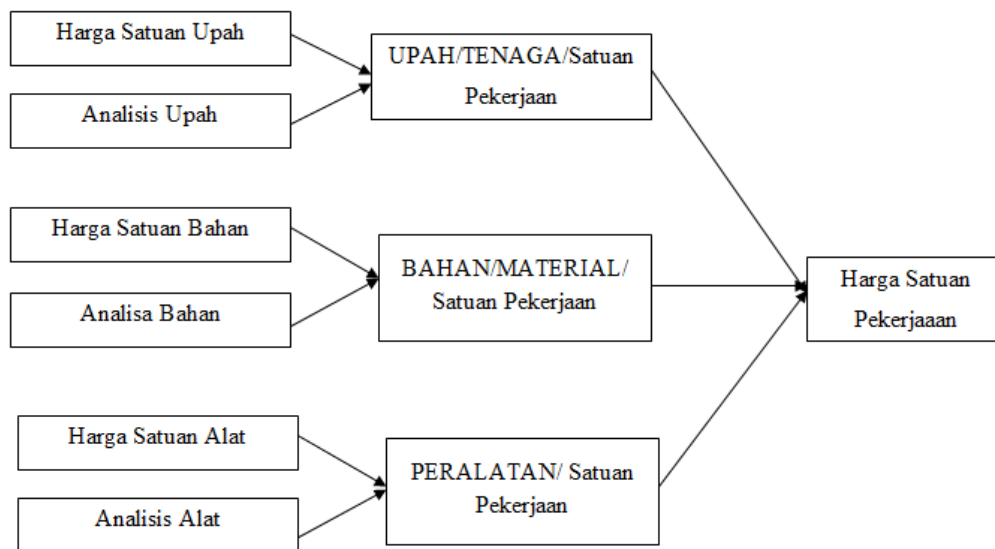 Harga Satuan Upah
Analisis Upah
UPAH/TENAGA/Satuan
Pekerjaan
Harga Satuan Bahan
Analisa Bahan
BAHAN/MATERIAL/
Satuan Pekerjaan
Harga Satuan Alat
Analisis Alat
PERALATAN/ Satuan
Pekerjaan
Harga Satuan
Pekerjaaan